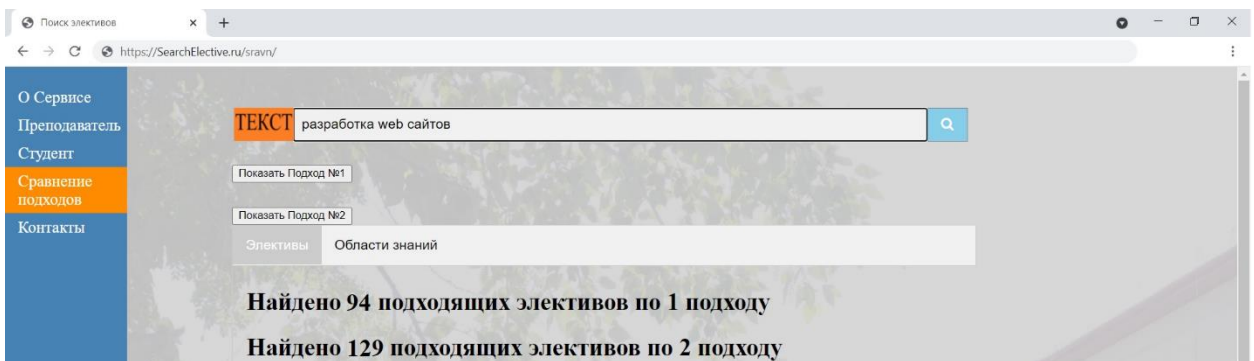 Поиск элективов
https://SearchElective.ru/sravn/
О Сервисе
Преподаватель
Студент
Сравнение
подходов
Контакты
ТЕКСТ разработка web сайтов
Показать Подход №1
Показать Подход №2
Элективы Области знаний
Найдено 94 подходящих элективов по 1 подходу
Найдено 129 подходящих элективов по 2 подходу